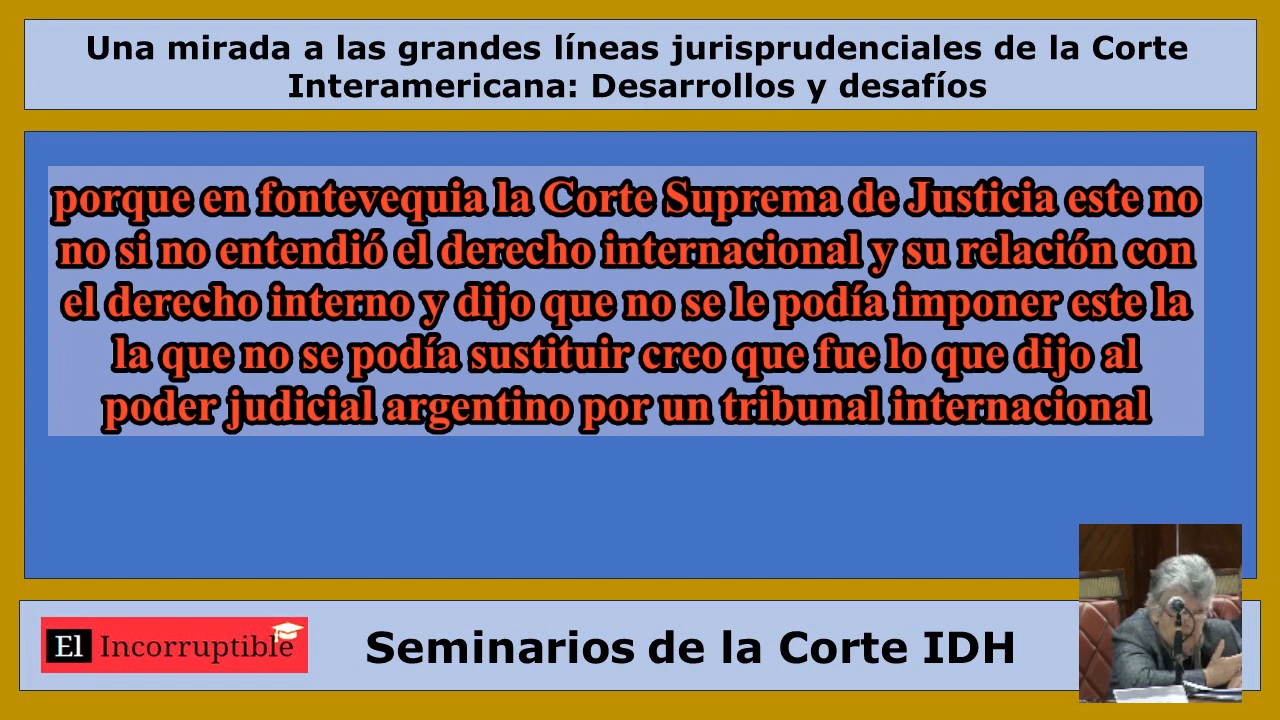 Una mirada a las grandes líneas jurisprudenciales de la Corte
Interamericana: Desarrollos y desafíos
porque en fontevequia la Corte Suprema de Justicia este no
no si no entendió el derecho internacional y su relación con
el derecho interno y dijo que no se le podía imponer este la
la que no se podía sustituir creo que fue lo que dijo al
poder judicial argentino por un tribunal internacional
El Incorruptible
Seminarios de la Corte IDH